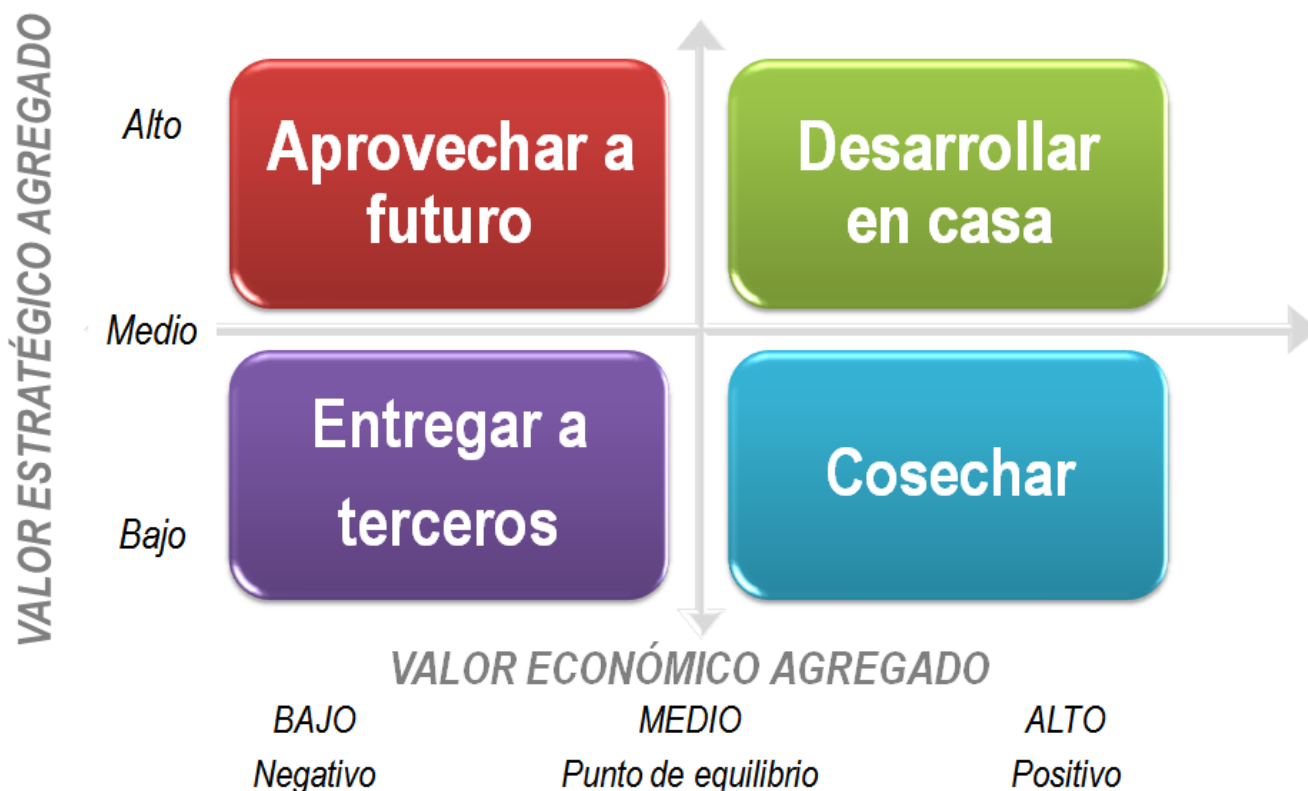 VALOR ESTRATÉGICO AGREGADO
Alto
Aprovechar a
futuro
Desarrollar
en casa
Medio
Entregar a
terceros
Cosechar
Bajo
VALOR ECONÓMICO AGREGADO
BAJO
MEDIO
ALTO
Negativo
Punto de equilibrio
Positivo